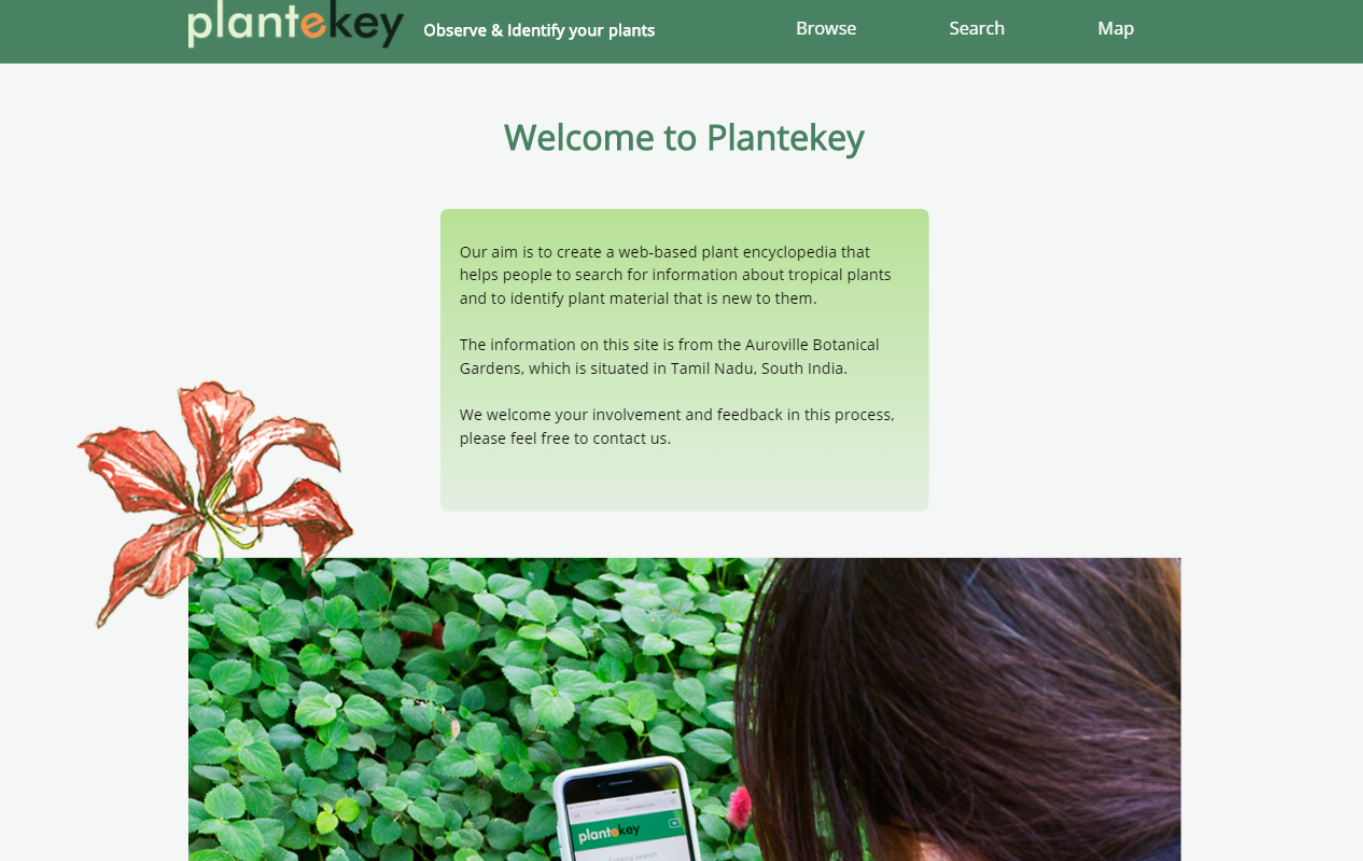 plantekey
Observe & Identify your plants
Browse
Search
Map
Welcome to Plantekey
Our aim is to create a web-based plant encyclopedia that
helps people to search for information about tropical plants
and to identify plant material that is new to them.
The information on this site is from the Auroville Botanical
Gardens, which is situated in Tamil Nadu, South India.
We welcome your involvement and feedback in this process,
please feel free to contact us.
plantekey
Criteria search